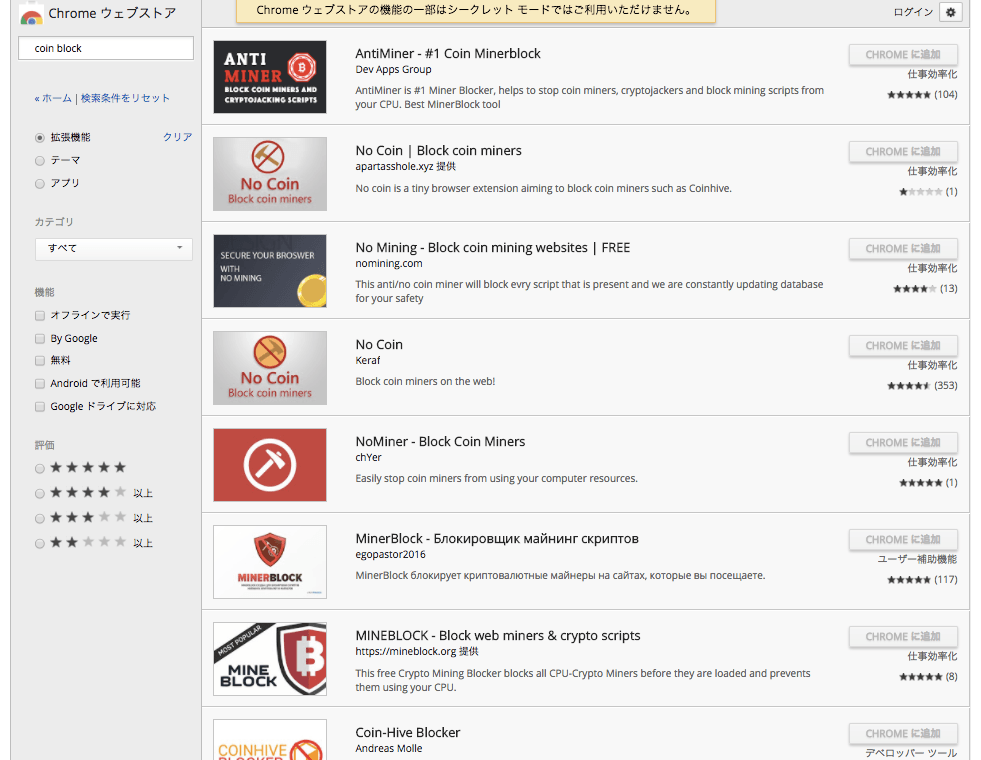 Chrome ウェブストア
Chrome ウェブストアの機能の一部はシークレット モードではご利用いただけません。
ログイン
coin block
« ホーム | 検索条件をリセット
拡張機能
クリア
テーマ
アプリ
カテゴリ
すべて
機能
オフラインで実行
By Google
無料
Android で利用可能
Google ドライブに対応
評価
以上
以上
以上
ANTI
MINER
BLOCK COIN MINERS AND
CRYPTOJACKING SCRIPTS
AntiMiner - #1 Coin Minerblock
Dev Apps Group
AntiMiner is #1 Miner Blocker, helps to stop coin miners, cryptojackers and block mining scripts from
your CPU. Best MinerBlock tool
CHROME に追加
仕事効率化
(104)
No Coin
Block coin miners
No Coin | Block coin miners
apartasshole.xyz 提供
No coin is a tiny browser extension aiming to block coin miners such as Coinhive.
CHROME に追加
仕事効率化
(1)
SECURE YOUR BROSWER
WITH
NO MINING
No Mining - Block coin mining websites | FREE
nomining.com
This anti/no coin miner will block evry script that is present and we are constantly updating database
for your safety
CHROME に追加
仕事効率化
(13)
No Coin
Block coin miners
No Coin
Keraf
Block coin miners on the web!
CHROME に追加
仕事効率化
(353)
NoMiner - Block Coin Miners
chYer
Easily stop coin miners from using your computer resources.
CHROME に追加
仕事効率化
(1)
MINERBLOCK
MinerBlock - Блокировщик майнинг скриптов
egopastor2016
MinerBlock блокирует криптовалютные майнеры на сайтах, которые вы посещаете.
CHROME に追加
ユーザー補助機能
(117)
MOST POPULAR
MINE
BLOCK
MINEBLOCK - Block web miners & crypto scripts
https://mineblock.org 提供
This free Crypto Mining Blocker blocks all CPU-Crypto Miners before they are loaded and prevents
them using your CPU.
CHROME に追加
仕事効率化
(8)
COINHIVE
BLOCKER
Coin-Hive Blocker
Andreas Molle
CHROME に追加
デベロッパー ツール